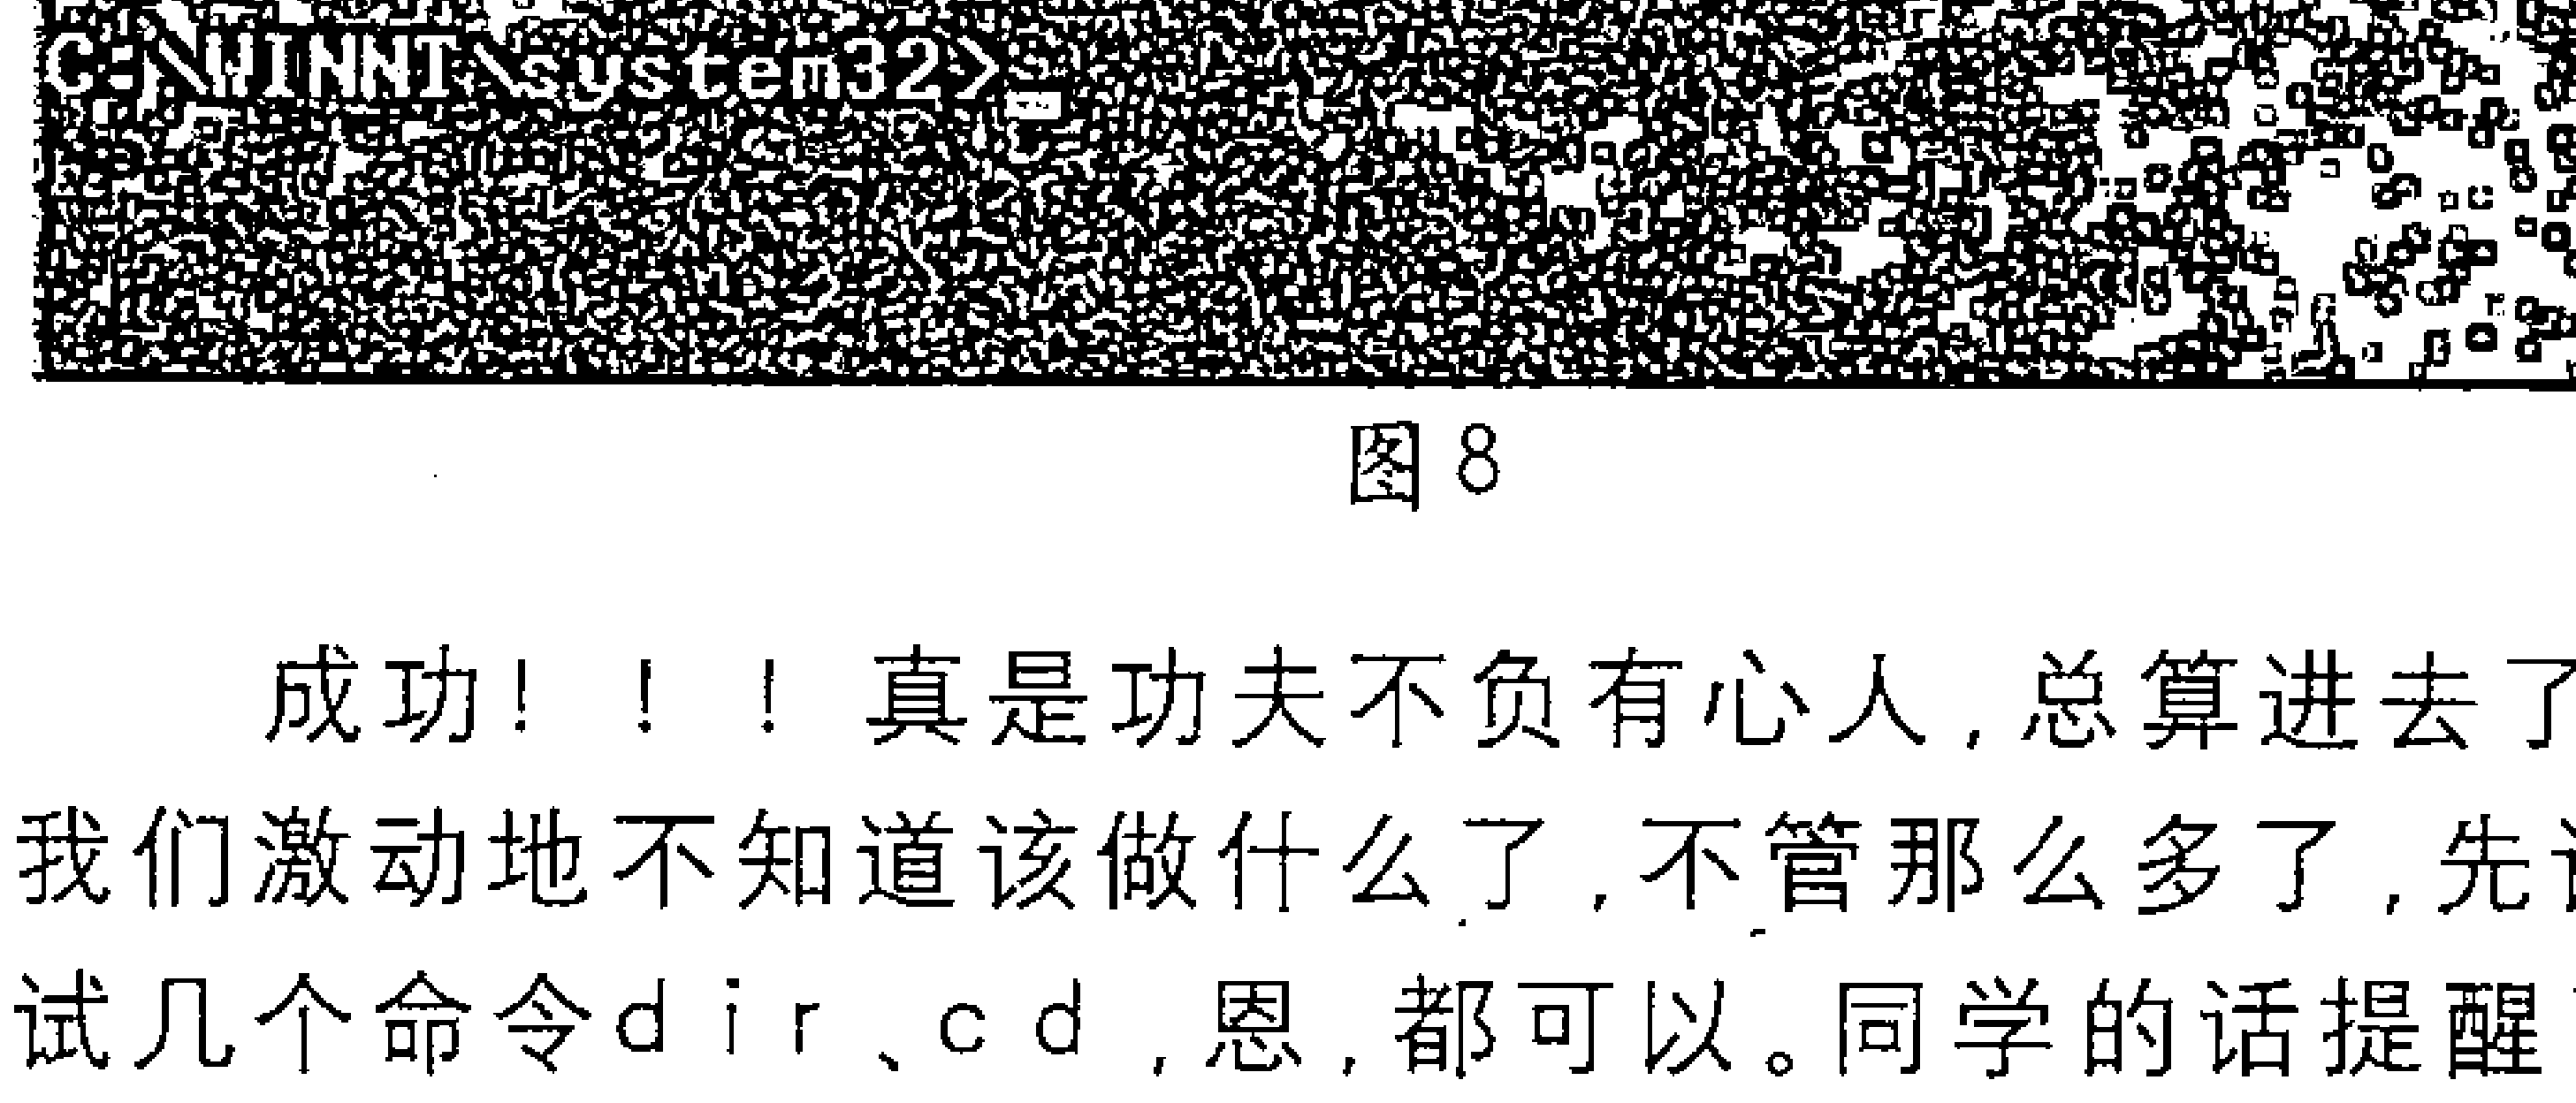 C:\WINNT\system32>_
图 8
成功！！！真是功夫不负有心人，总算进去了
我们激动地不知道该做什么了，不管那么多了，先
试几个命令dir、cd，恩，都可以。同学的话提醒